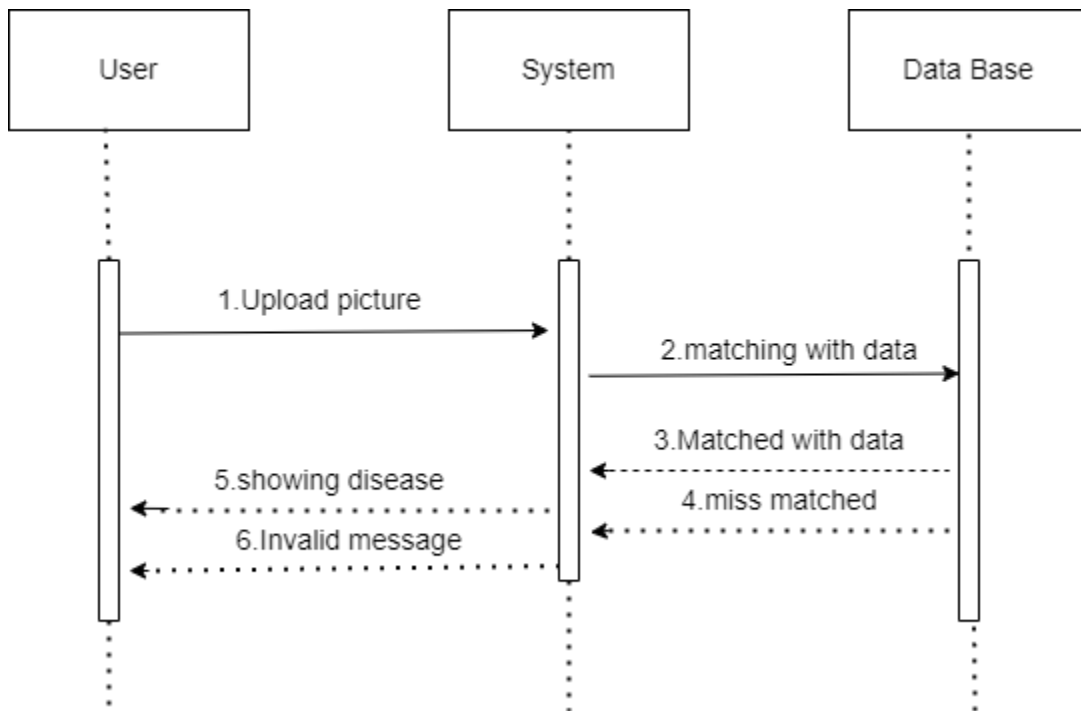 User
System
Data Base
1.Upload picture
2.matching with data
3.Matched with data
5.showing disease
4.miss matched
6.Invalid message